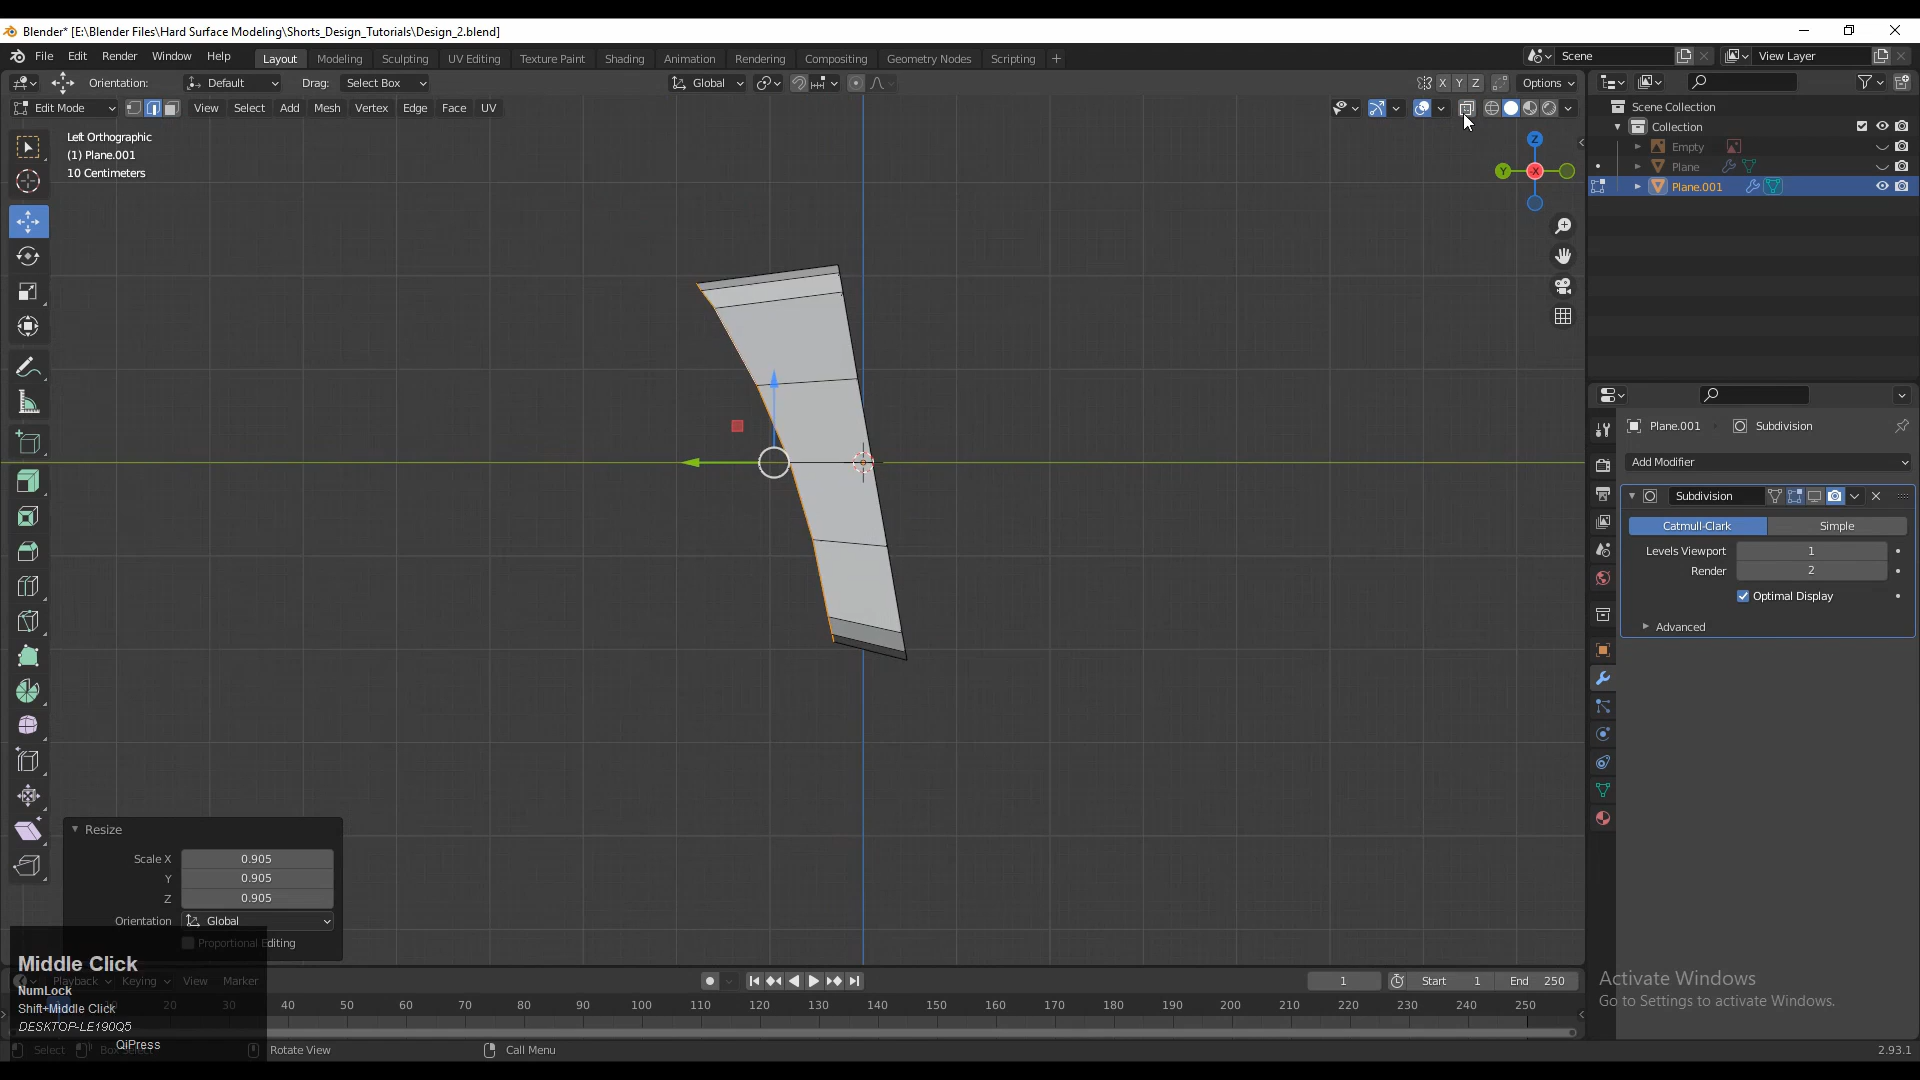 Blender* [E:\Blender Files\Hard Surface Modeling\Shorts_Design_Tutorials\Design_2.blend]
File Edit Render Window Help Layout Modeling Sculpting UV Editing Texture Paint Shading Animation Rendering Compositing Geometry Nodes Scripting + Scene View Layer
Orientation: Default Drag: Select Box Global X Y Z Options
Edit Mode View Select Add Mesh Vertex Edge Face UV
Left Orthographic
(1) Plane.001
10 Centimeters
Z
Y
-X
Scene Collection
Collection
Empty
Plane
Plane.001
Plane.001 Subdivision
Add Modifier
Subdivision
Catmull-Clark Simple
Levels Viewport 1
Render 2
Optimal Display
Advanced
Resize
Scale X 0.905
Y 0.905
Z 0.905
Orientation Global
Proportional Editing
Middle Click
NumLock
Shift+Middle Click
DESKTOP-LE190Q5
QiPress
Playback Keying View Marker 1 Start 1 End 250
10 20 30 40 50 60 70 80 90 100 110 120 130 140 150 160 170 180 190 200 210 220 230 240 250
Select Box Select Rotate View Call Menu
Activate Windows
Go to Settings to activate Windows.
2.93.1